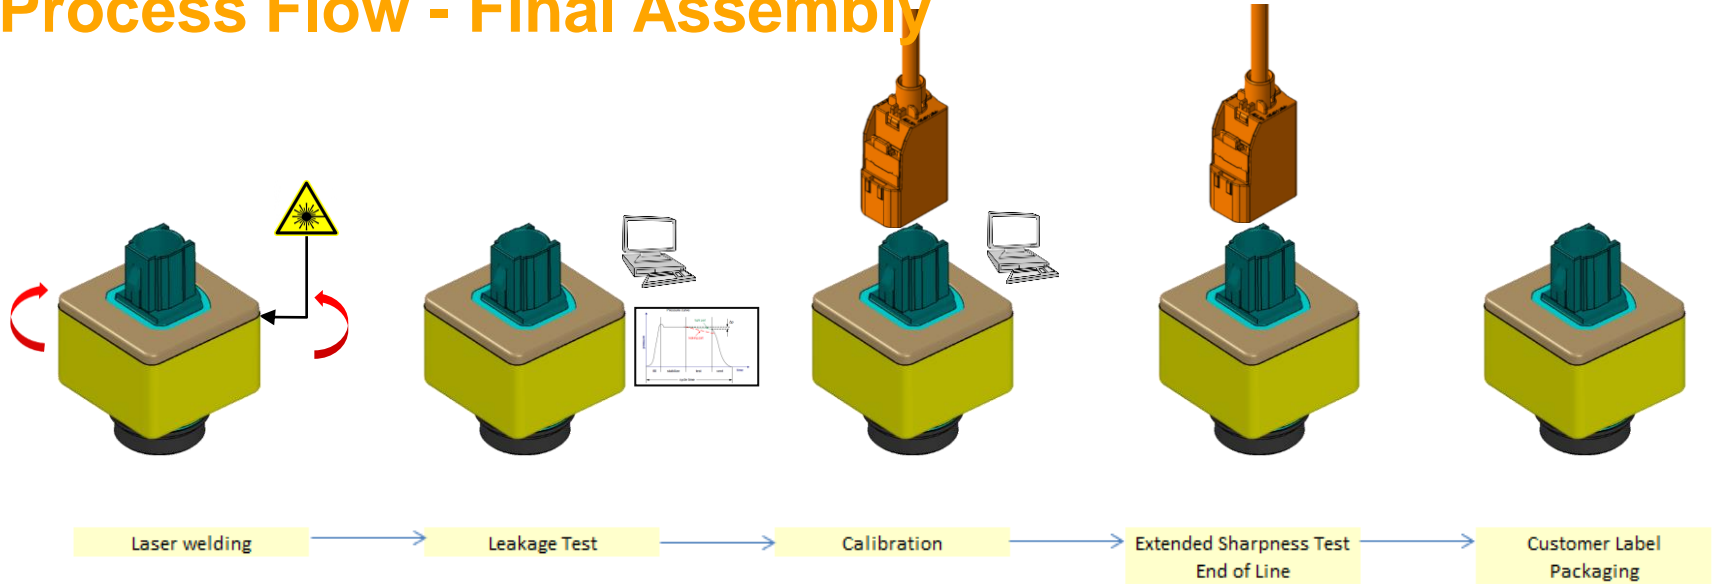 Process Flow - Final Assembly
Laser welding
Leakage Test
Calibration
Extended Sharpness Test
End of Line
Customer Label
Packaging